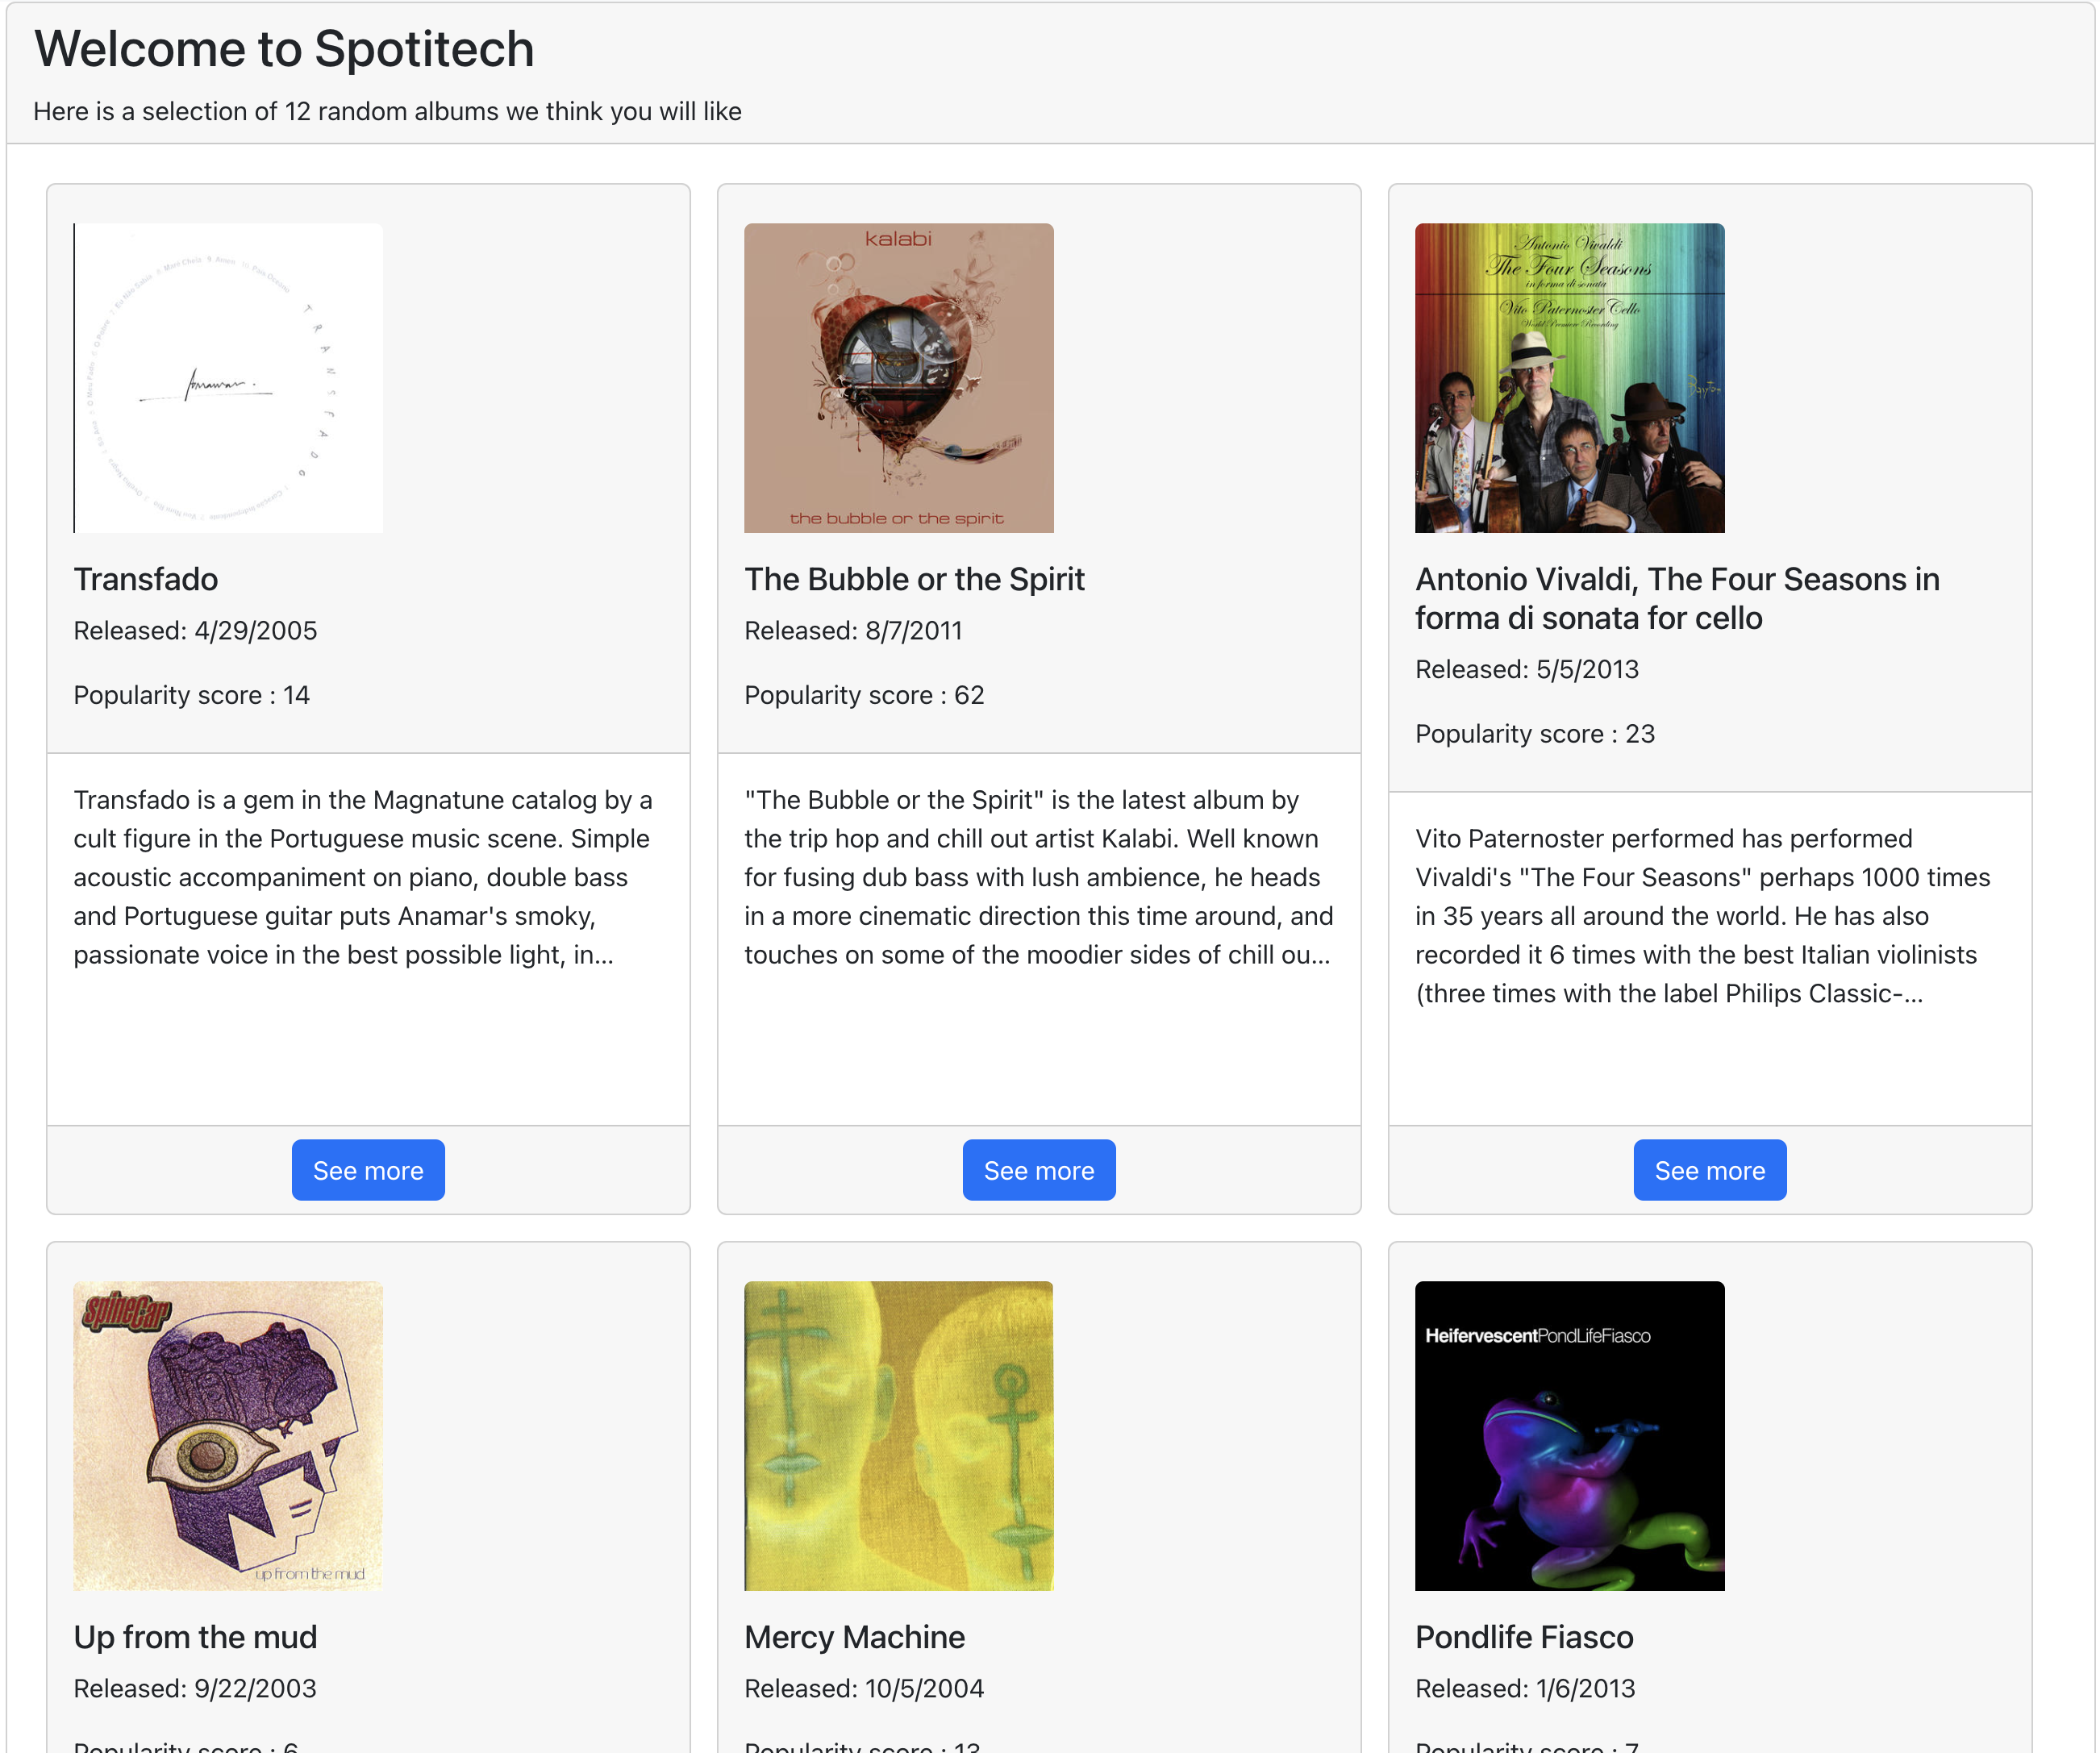 Welcome to Spotitech
Here is a selection of 12 random albums we think you will like
TRANSFADO
Transfado
Released: 4/29/2005
Popularity score : 14
Transfado is a gem in the Magnatune catalog by a
cult figure in the Portuguese music scene. Simple
acoustic accompaniment on piano, double bass
and Portuguese guitar puts Anamar's smoky,
passionate voice in the best possible light, in...
See more
kalabi
the bubble or the spirit
The Bubble or the Spirit
Released: 8/7/2011
Popularity score : 62
"The Bubble or the Spirit" is the latest album by
the trip hop and chill out artist Kalabi. Well known
for fusing dub bass with lush ambience, he heads
in a more cinematic direction this time around, and
touches on some of the moodier sides of chill ou...
See more
Antonio Vivaldi
The Four Seasons
in forma di sonata
Vito Paternoster Cello
World Premiere Recording
Antonio Vivaldi, The Four Seasons in
forma di sonata for cello
Released: 5/5/2013
Popularity score : 23
Vito Paternoster performed has performed
Vivaldi's "The Four Seasons" perhaps 1000 times
in 35 years all around the world. He has also
recorded it 6 times with the best Italian violinists
(three times with the label Philips Classic-...
See more
spineCar
up from the mud
Up from the mud
Released: 9/22/2003
Popularity score : 6
Mercy Machine
Released: 10/5/2004
Popularity score : 13
HeifervescentPondLifeFiasco
Pondlife Fiasco
Released: 1/6/2013
Popularity score : 7